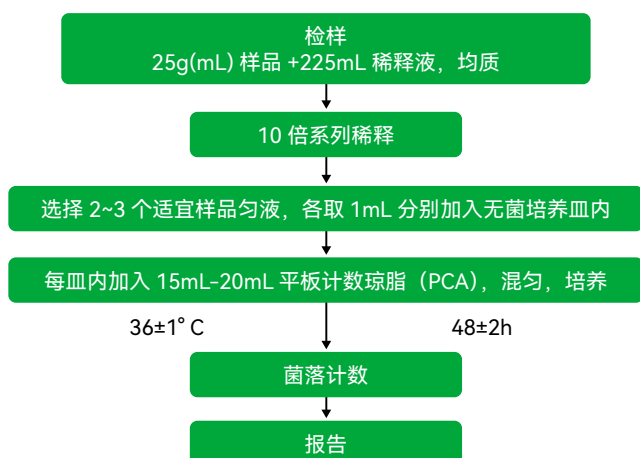 检样
25g(mL) 样品 +225mL 稀释液，均质
10 倍系列稀释
选择 2~3 个适宜样品匀液，各取 1mL 分别加入无菌培养皿内
每皿内加入 15mL-20mL 平板计数琼脂（PCA），混匀，培养
36±1° C
48±2h
菌落计数
报告